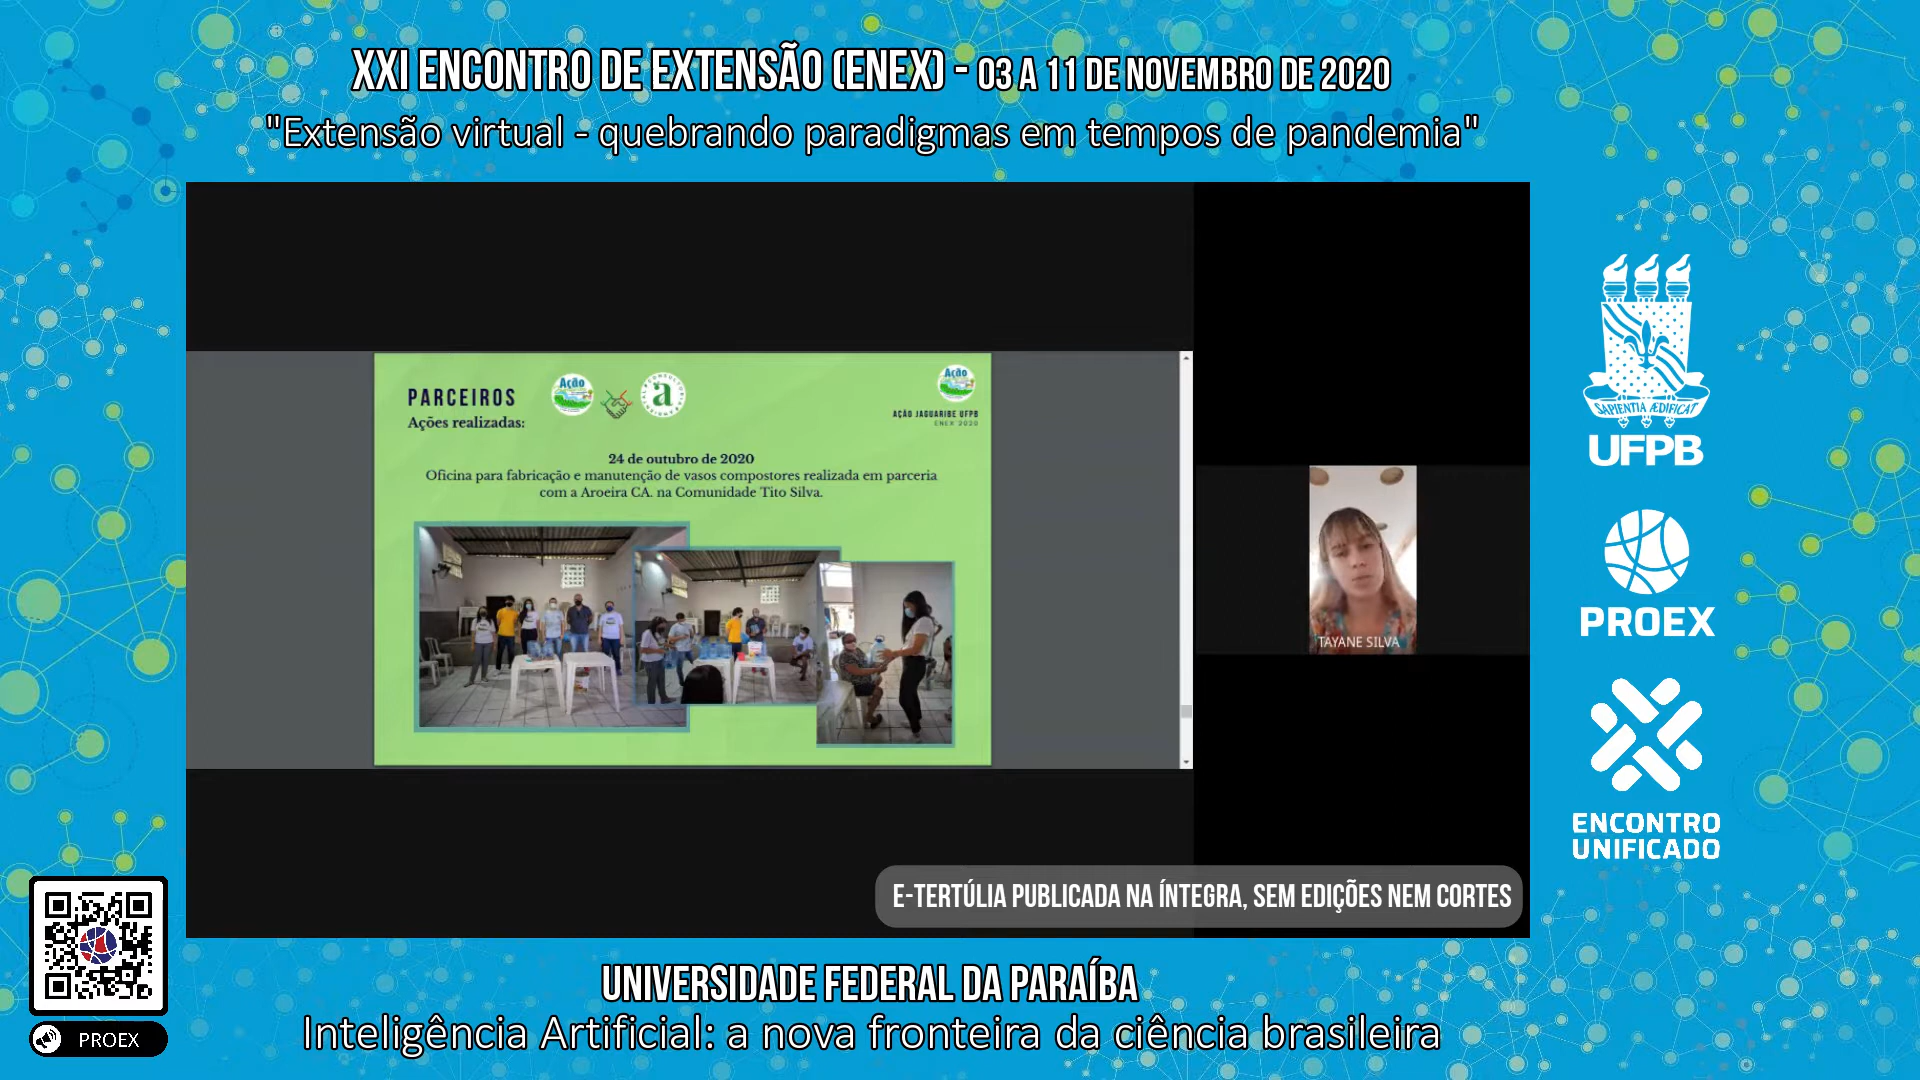 XXI ENCONTRO DE EXTENSÃO (ENEX) - 03 A 11 DE NOVEMBRO DE 2020
"Extensão virtual - quebrando paradigmas em tempos de pandemia"
PARCEIROS
Ações realizadas:
Ação
a
Ação
AÇÃO JAGUARIBE UFPB
ENEX 2020
24 de outubro de 2020
Oficina para fabricação e manutenção de vasos compostores realizada em parceria
com a Aroeira CA. na Comunidade Tito Silva.
TAYANE SILVA
SAPIENTIA ÆDIFICAT
UFPB
PROEX
ENCONTRO
UNIFICADO
E-TERTÚLIA PUBLICADA NA ÍNTEGRA, SEM EDIÇÕES NEM CORTES
PROEX
UNIVERSIDADE FEDERAL DA PARAÍBA
Inteligência Artificial: a nova fronteira da ciência brasileira